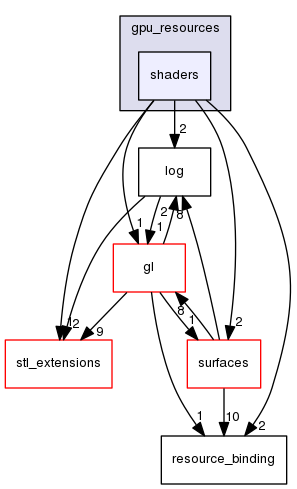 gpu_resources
shaders
2
log
1
2
1
8
gl
12
9
8
1
2
stl_extensions
surfaces
1
10
2
resource_binding